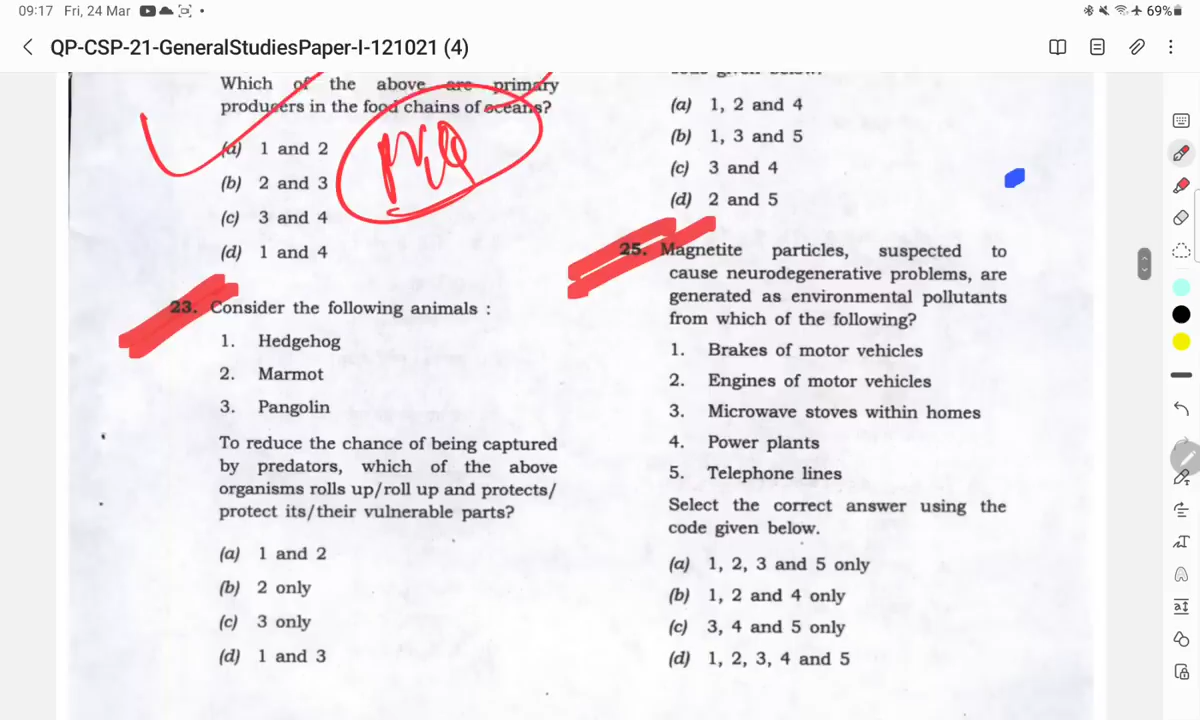 09:17 Fri, 24 Mar
69%
QP-CSP-21-GeneralStudiesPaper-I-121021 (4)
Which of the above are primary
producers in the food chains of oceans?
(a) 1 and 2
(b) 2 and 3
(c) 3 and 4
(d) 1 and 4
23. Consider the following animals :
1. Hedgehog
2. Marmot
3. Pangolin
To reduce the chance of being captured
by predators, which of the above
organisms rolls up/roll up and protects/
protect its/their vulnerable parts?
(a) 1 and 2
(b) 2 only
(c) 3 only
(d) 1 and 3
code given below.
(a) 1, 2 and 4
(b) 1, 3 and 5
(c) 3 and 4
(d) 2 and 5
25. Magnetite particles, suspected to
cause neurodegenerative problems, are
generated as environmental pollutants
from which of the following?
1. Brakes of motor vehicles
2. Engines of motor vehicles
3. Microwave stoves within homes
4. Power plants
5. Telephone lines
Select the correct answer using the
code given below.
(a) 1, 2, 3 and 5 only
(b) 1, 2 and 4 only
(c) 3, 4 and 5 only
(d) 1, 2, 3, 4 and 5